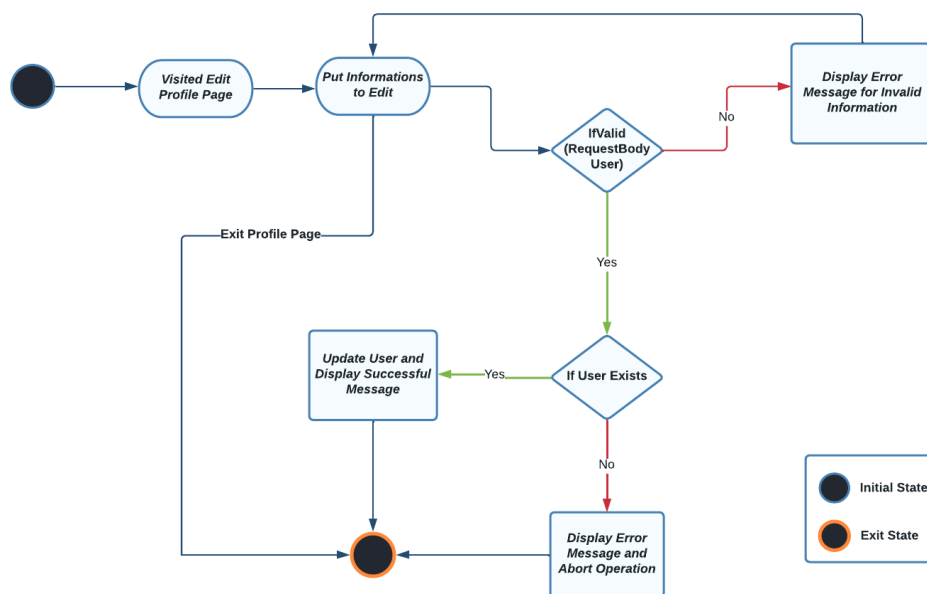 Visited Edit
Profile Page
Put Informations
to Edit
Display Error
Message for Invalid
Information
No
IfValid
(RequestBody
User)
Exit Profile Page
Yes
Update User and
Display Successful
Message
Yes
If User Exists
No
Display Error
Message and
Abort Operation
Initial State
Exit State